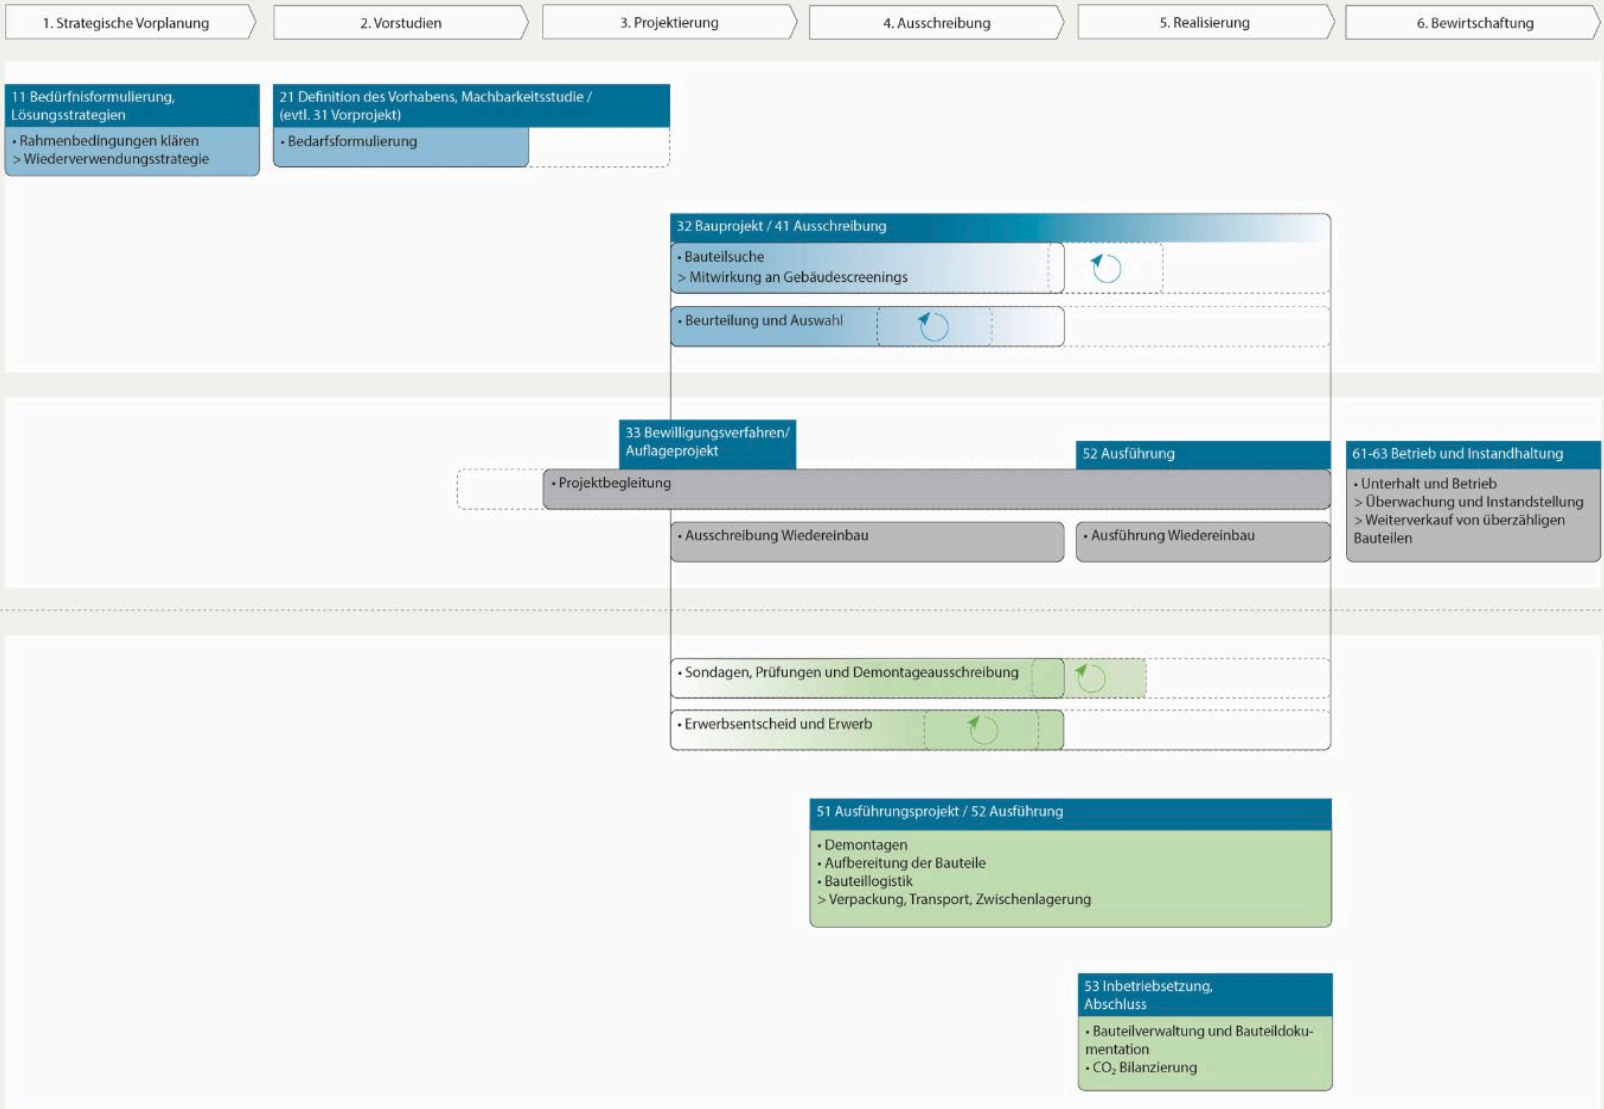 1. Strategische Vorplanung
2. Vorstudien
3. Projektierung
4. Ausschreibung
5. Realisierung
6. Bewirtschaftung
11 Bedürfnisformulierung,
Lösungsstrategien
• Rahmenbedingungen klären
> Wiederverwendungsstrategie
21 Definition des Vorhabens, Machbarkeitsstudie /
(evtl. 31 Vorprojekt)
• Bedarfsformulierung
32 Bauprojekt / 41 Ausschreibung
• Bauteilsuche
> Mitwirkung an Gebäudescreenings
• Beurteilung und Auswahl
33 Bewilligungsverfahren/
Auflageprojekt
52 Ausführung
61-63 Betrieb und Instandhaltung
• Projektbegleitung
• Unterhalt und Betrieb
> Überwachung und Instandstellung
> Weiterverkauf von überzähligen
Bauteilen
• Ausschreibung Wiedereinbau
• Ausführung Wiedereinbau
• Sondagen, Prüfungen und Demontageausschreibung
• Erwerbsentscheid und Erwerb
51 Ausführungsprojekt / 52 Ausführung
• Demontagen
• Aufbereitung der Bauteile
• Bauteillogistik
> Verpackung, Transport, Zwischenlagerung
53 Inbetriebsetzung,
Abschluss
• Bauteilverwaltung und Bauteildoku-
mentation
• CO₂ Bilanzierung